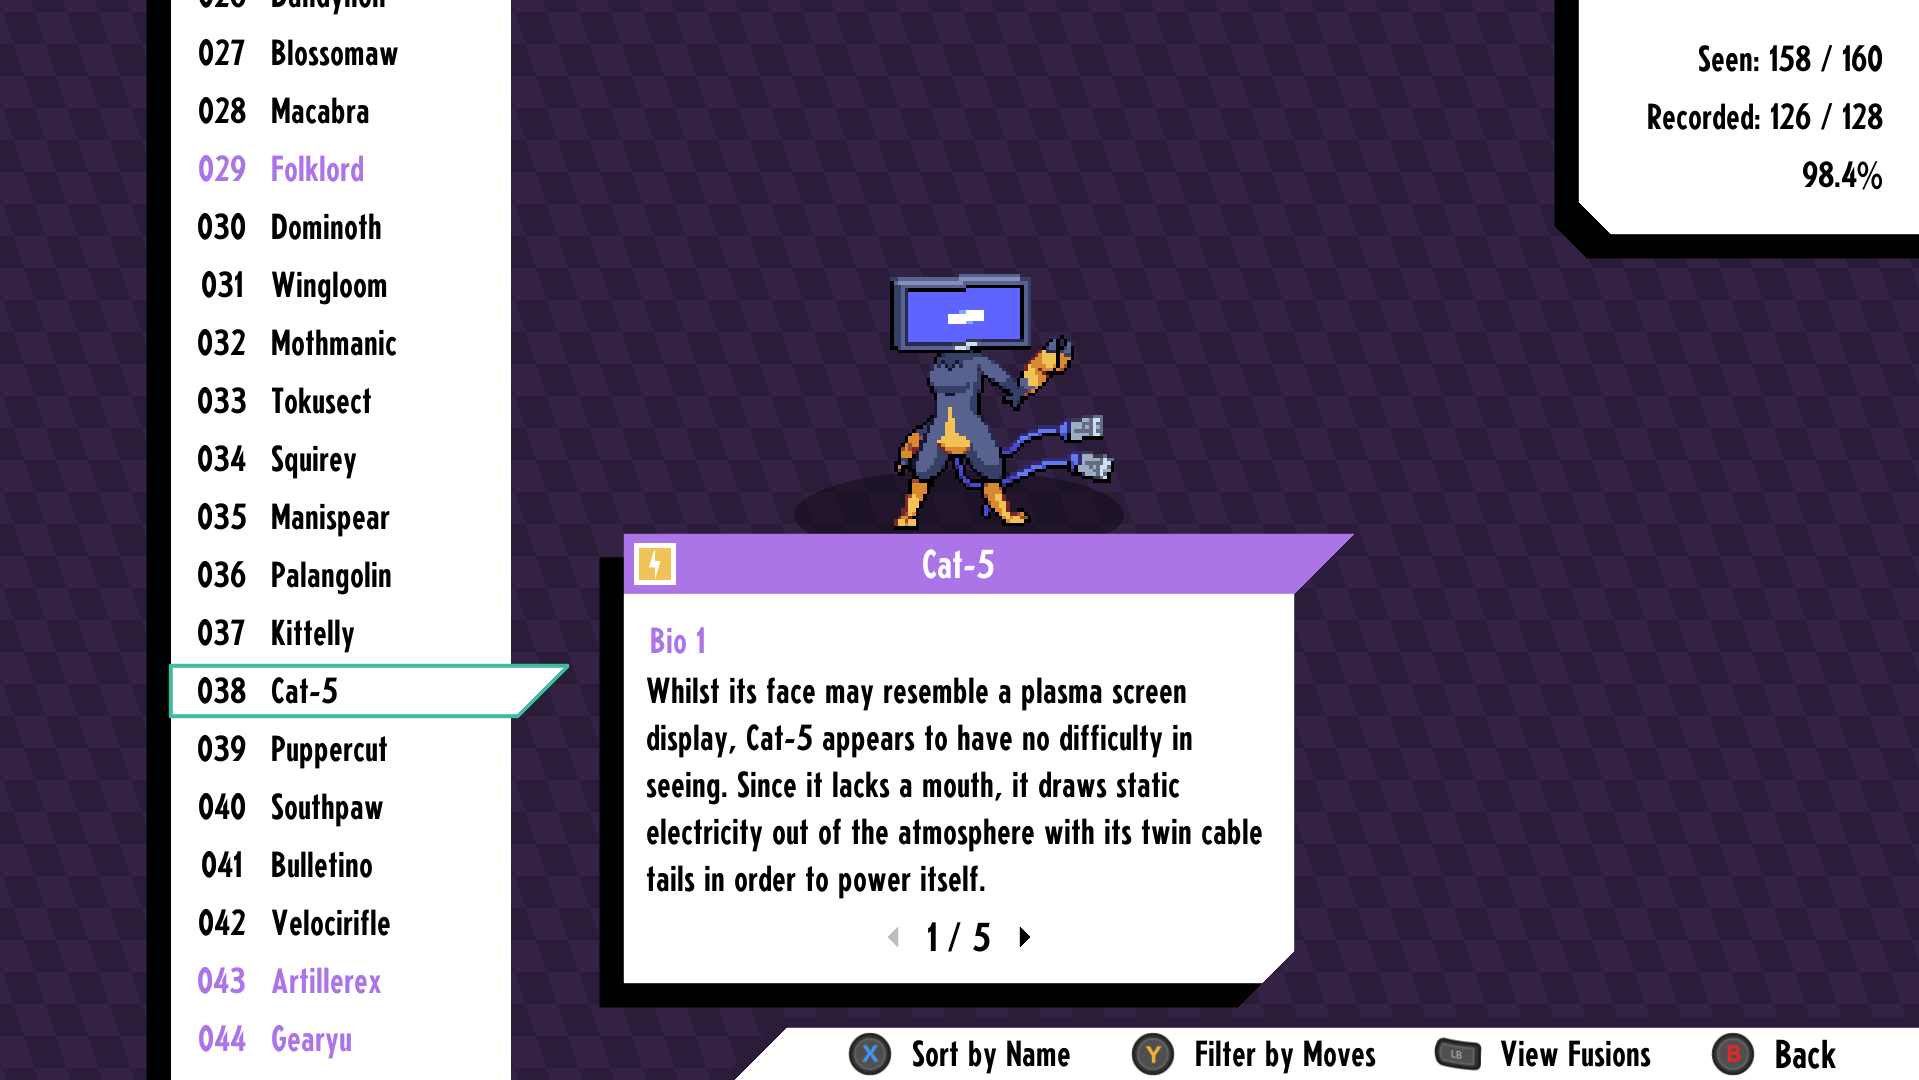 026 Dandylion
027 Blossomaw
028 Macabra
029 Folklord
030 Dominoth
031 Wingloom
032 Mothmanic
033 Tokusect
034 Squirey
035 Manispear
036 Palangolin
037 Kittelly
038 Cat-5
039 Puppercut
040 Southpaw
041 Bulletino
042 Velocirifle
043 Artillerex
044 Gearyu
Seen: 158 / 160
Recorded: 126 / 128
98.4%
Cat-5
Bio 1
Whilst its face may resemble a plasma screen
display, Cat-5 appears to have no difficulty in
seeing. Since it lacks a mouth, it draws static
electricity out of the atmosphere with its twin cable
tails in order to power itself.
1 / 5
X Sort by Name
Y Filter by Moves
LB View Fusions
B Back